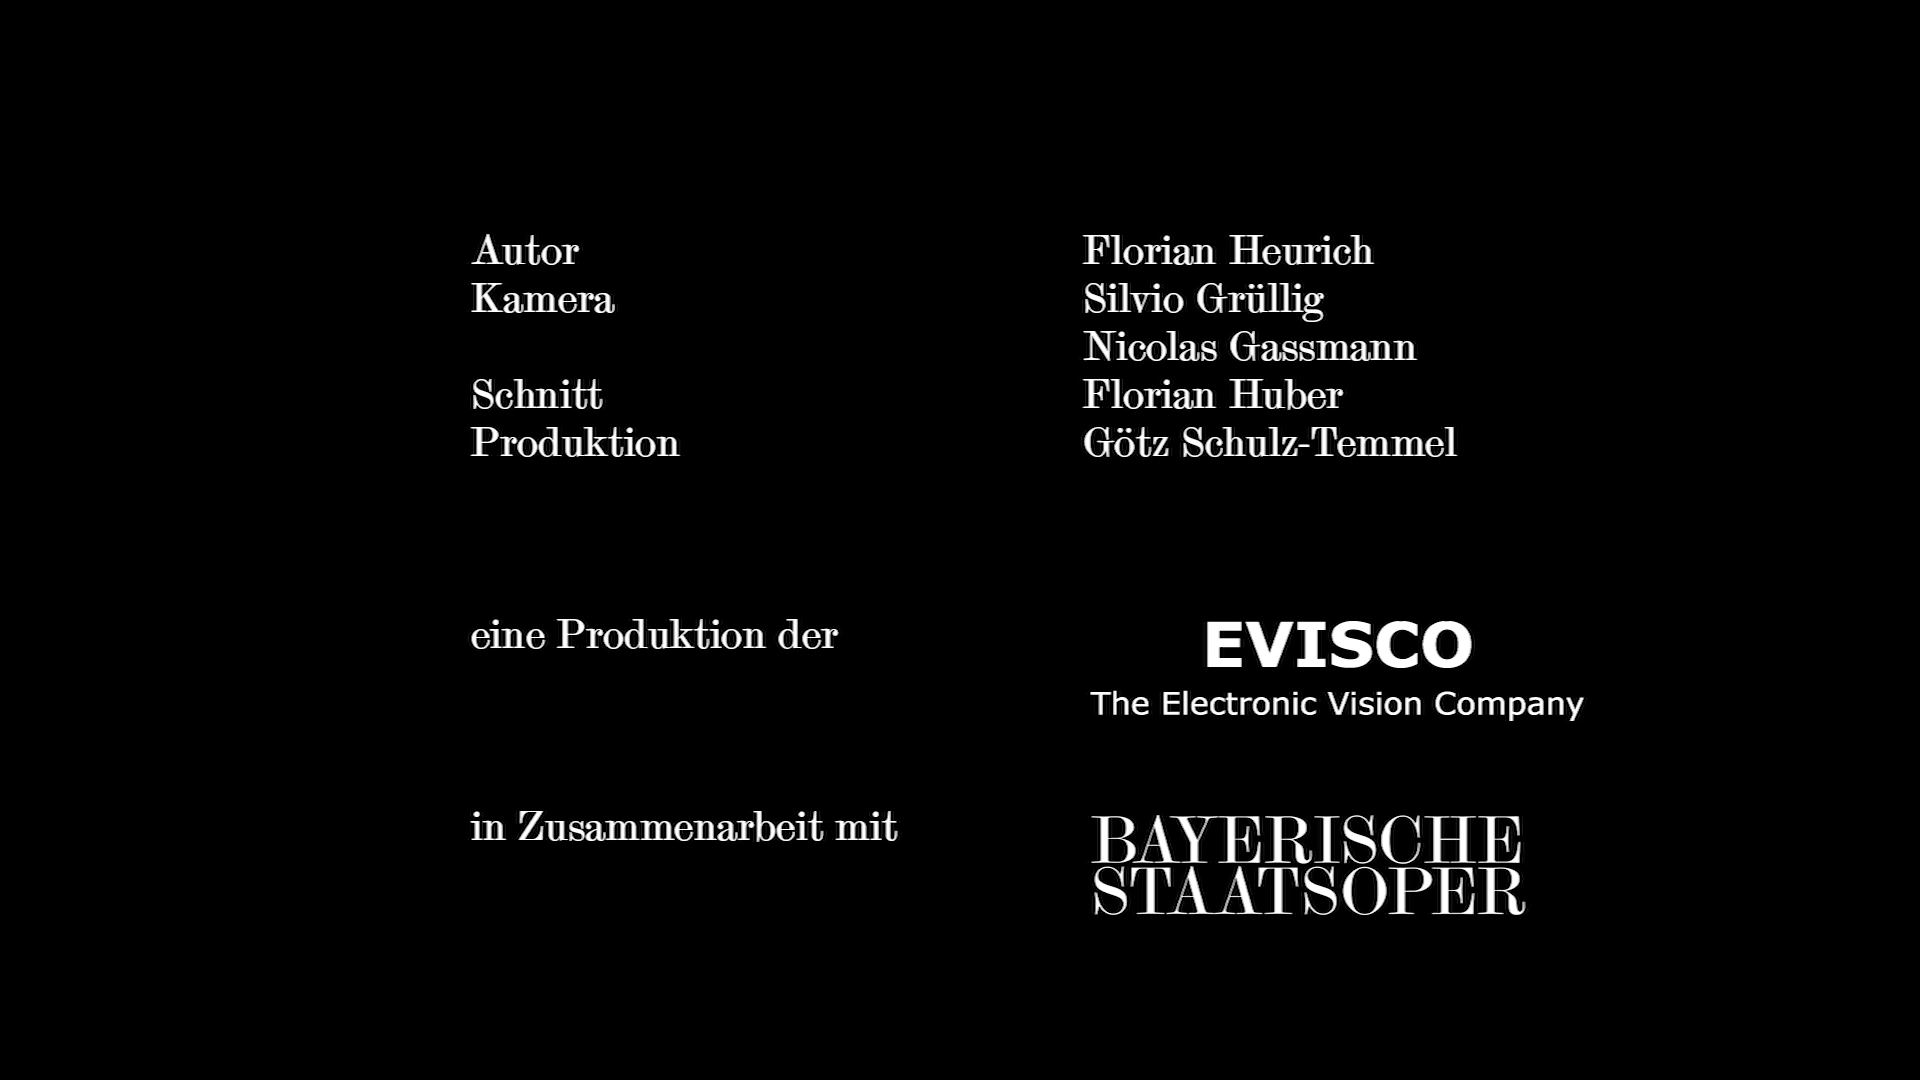 Autor Florian Heurich
Kamera Silvio Grüllig
Nicolas Gassmann
Schnitt Florian Huber
Produktion Götz Schulz-Temmel
eine Produktion der EVISCO
The Electronic Vision Company
in Zusammenarbeit mit BAYERISCHE
STAATSOPER